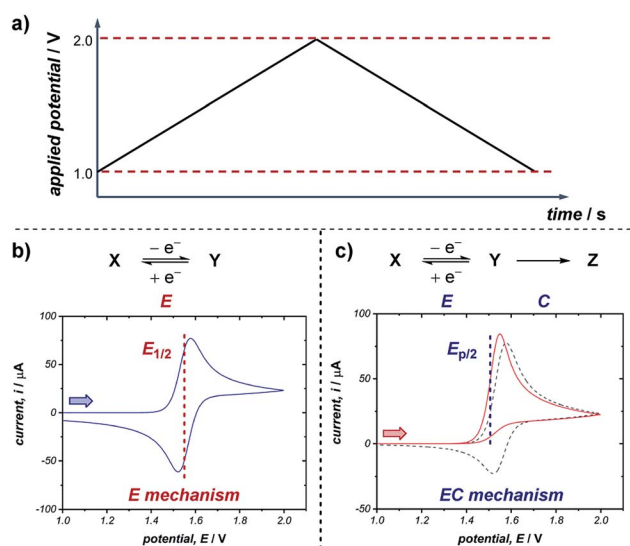 a)
applied potential / V
2.0
1.0
time / s
b)
X − e⁻ + e⁻ Y
E
100
50
0
-50
-100
current, i / µA
E1/2
E mechanism
1.0 1.2 1.4 1.6 1.8 2.0
potential, E / V
c)
X − e⁻ + e⁻ Y Z
E C
100
50
0
-50
current, i / µA
Ep/2
EC mechanism
1.0 1.2 1.4 1.6 1.8 2.0
potential, E / V